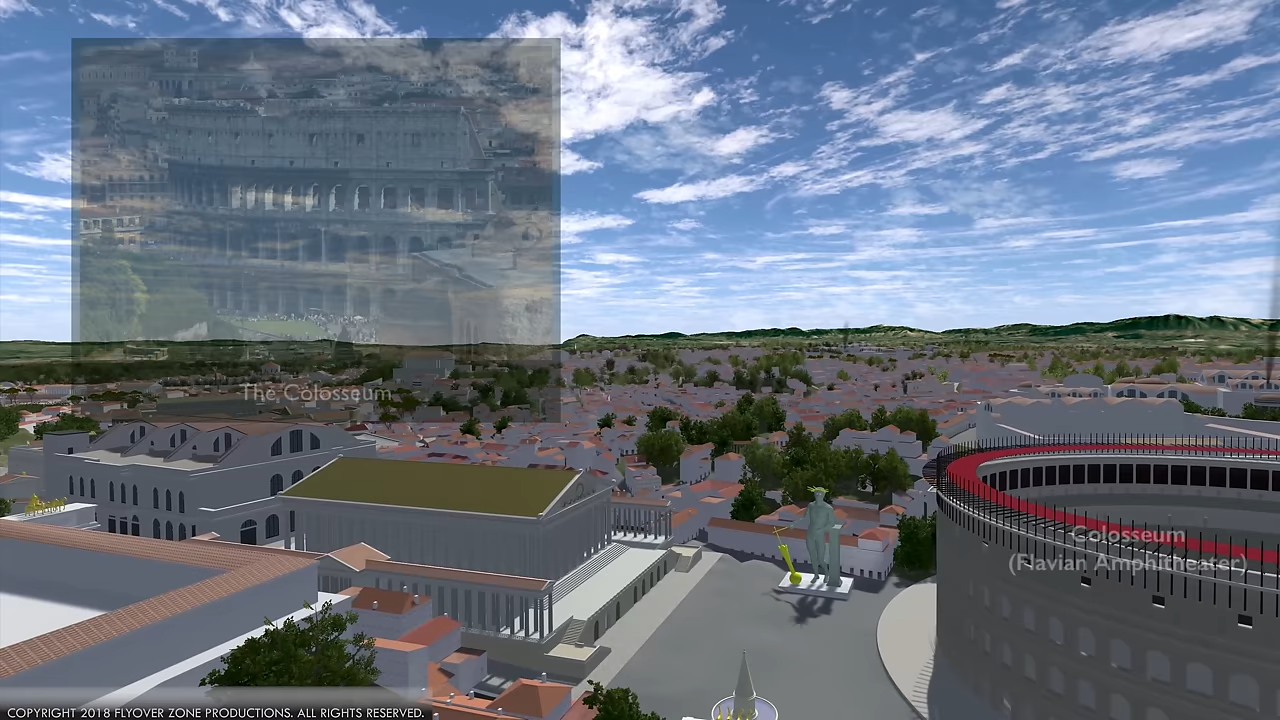 The Colosseum
Colosseum
(Flavian Amphitheater)
COPYRIGHT 2018 FLYOVER ZONE PRODUCTIONS. ALL RIGHTS RESERVED.